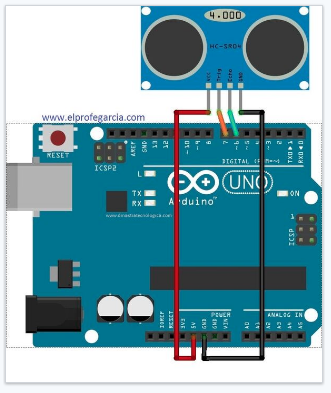 4.000
HC-SR04
Vcc Trig Echo GND
www.elprofegarcia.com
RESET
ICSP2
AREF
GND
13
12
~11
~10
~9
8
7
~6
~5
4
~3
2
TX0▶1
RX0◀0
DIGITAL (PWM=~)
L
TX
RX
UNO
ON
Arduino
ICSP
1
IOREF
RESET
3V3
5V
GND
GND
VIN
POWER
ANALOG IN
A0
A1
A2
A3
A4
A5